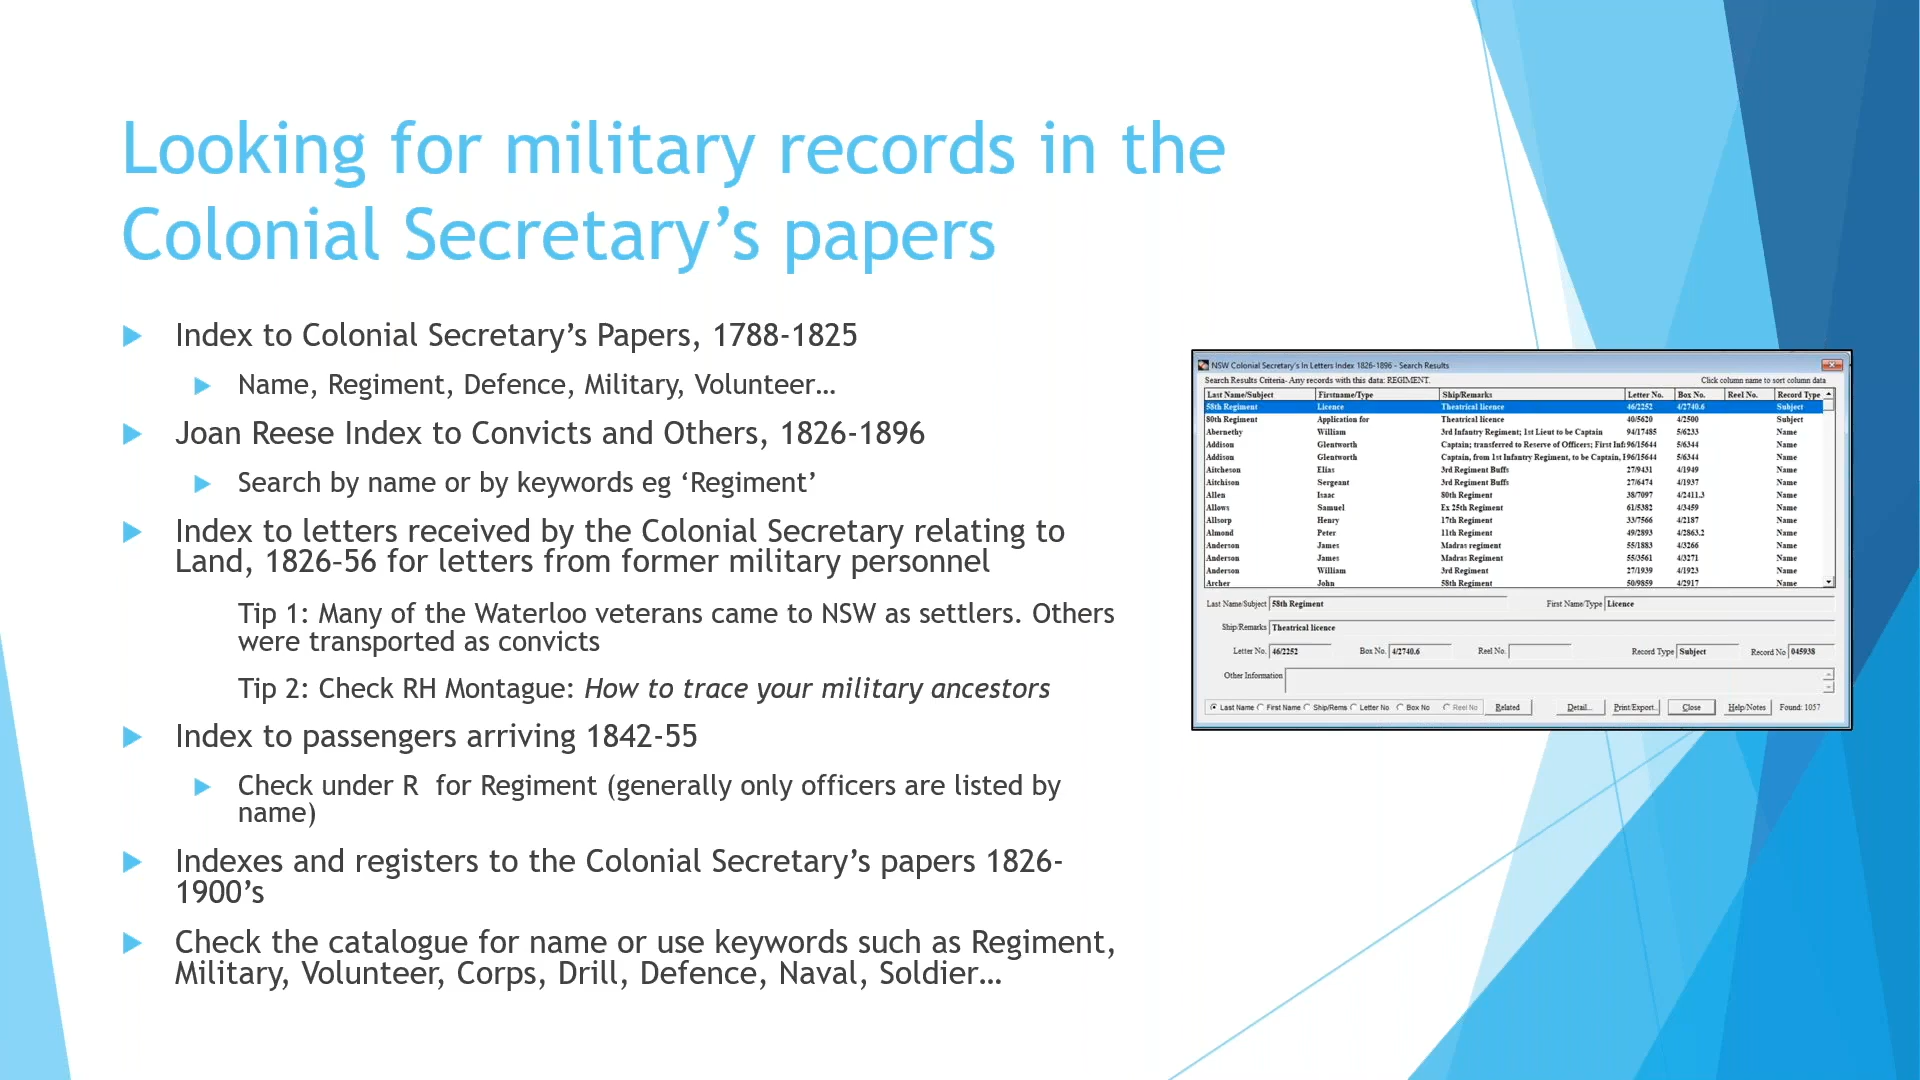 Looking for military records in the
Colonial Secretary’s papers
Index to Colonial Secretary’s Papers, 1788-1825
Name, Regiment, Defence, Military, Volunteer…
Joan Reese Index to Convicts and Others, 1826-1896
Search by name or by keywords eg ‘Regiment’
Index to letters received by the Colonial Secretary relating to
Land, 1826–56 for letters from former military personnel
Tip 1: Many of the Waterloo veterans came to NSW as settlers. Others
were transported as convicts
Tip 2: Check RH Montague: How to trace your military ancestors
Index to passengers arriving 1842-55
Check under R  for Regiment (generally only officers are listed by
name)
Indexes and registers to the Colonial Secretary’s papers 1826-
1900’s
Check the catalogue for name or use keywords such as Regiment,
Military, Volunteer, Corps, Drill, Defence, Naval, Soldier…
NSW Colonial Secretary's In Letters Index 1826-1896 - Search Results
Search Results Criteria- Any records with this data: REGIMENT. Click column name to sort column data
Last Name/Subject Firstname/Type Ship/Remarks Letter No. Box No. Reel No. Record Type
58th Regiment Licence Theatrical licence 46/2252 4/2740.6 Subject
80th Regiment Application for Theatrical licence 40/5620 4/2500 Subject
Abernethy William 3rd Infantry Regiment; 1st Lieut to be Captain 94/17485 5/6233 Name
Addison Glentworth Captain; transferred to Reserve of Officers; First Inf 96/15644 5/6344 Name
Addison Glentworth Captain, from 1st Infantry Regiment, to be Captain, 96/15644 5/6344 Name
Aitcheson Elias 3rd Regiment Buffs 27/9431 4/1949 Name
Aitchison Sergeant 3rd Regiment Buffs 27/6474 4/1937 Name
Allen Isaac 80th Regiment 38/7097 4/2411.3 Name
Allows Samuel Ex 25th Regiment 61/5382 4/3459 Name
Allsorp Henry 17th Regiment 33/7566 4/2187 Name
Almond Peter 11th Regiment 49/2893 4/2863.2 Name
Anderson James Madras regiment 55/1883 4/3266 Name
Anderson James Madras Regiment 55/3561 4/3271 Name
Anderson William 3rd Regiment 27/1939 4/1923 Name
Archer John 58th Regiment 50/9859 4/2917 Name
Last Name/Subject 58th Regiment First Name/Type Licence
Ship/Remarks Theatrical licence
Letter No. 46/2252 Box No. 4/2740.6 Reel No. Record Type Subject Record No 045938
Other Information
Last Name First Name Ship/Rems Letter No Box No Reel No Related Detail... Print/Export.. Close Help/Notes Found: 1057